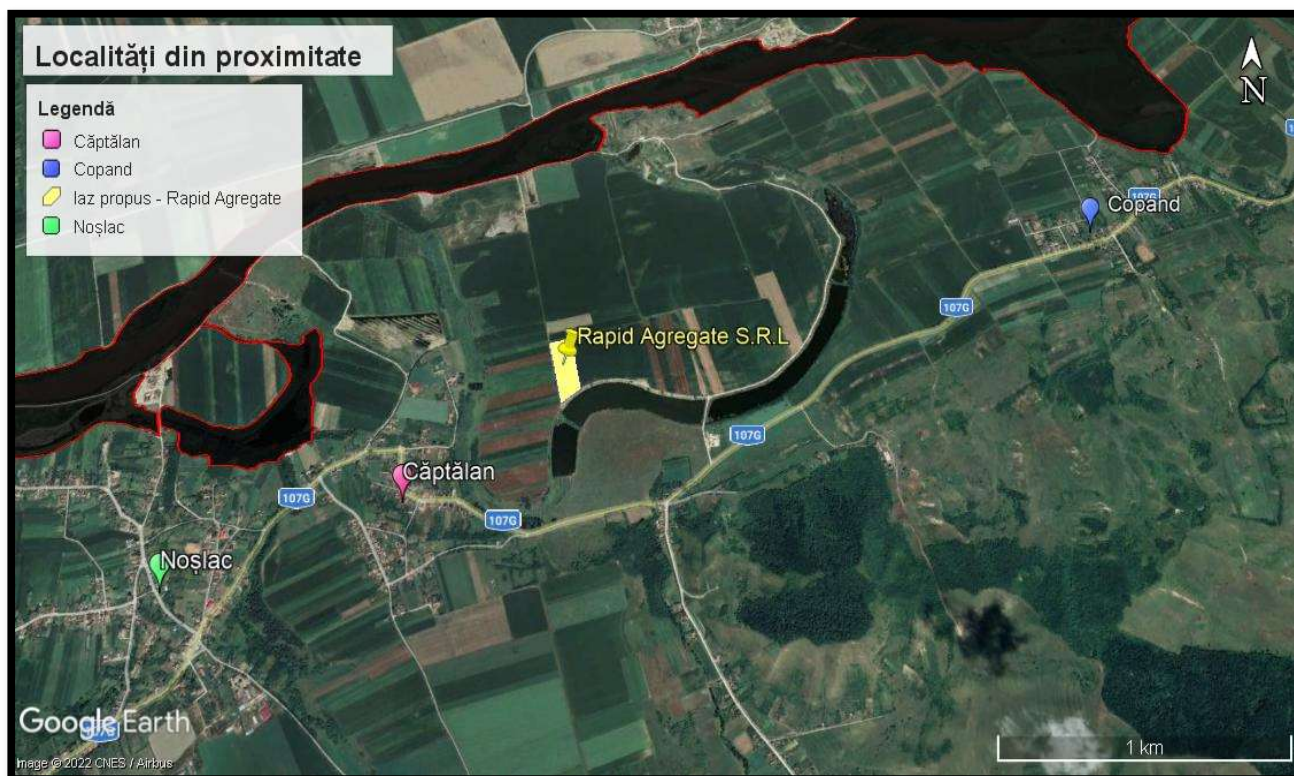 Localități din proximitate
N
Legendă
Căptălan
Copand
Iaz propus - Rapid Agregate
Noșlac
107G
Copand
107G
Rapid Agregate S.R.L
107G
Căptălan
107G
107G
Noșlac
107G
Google Earth
Image © 2022 CNES / Airbus
1 km